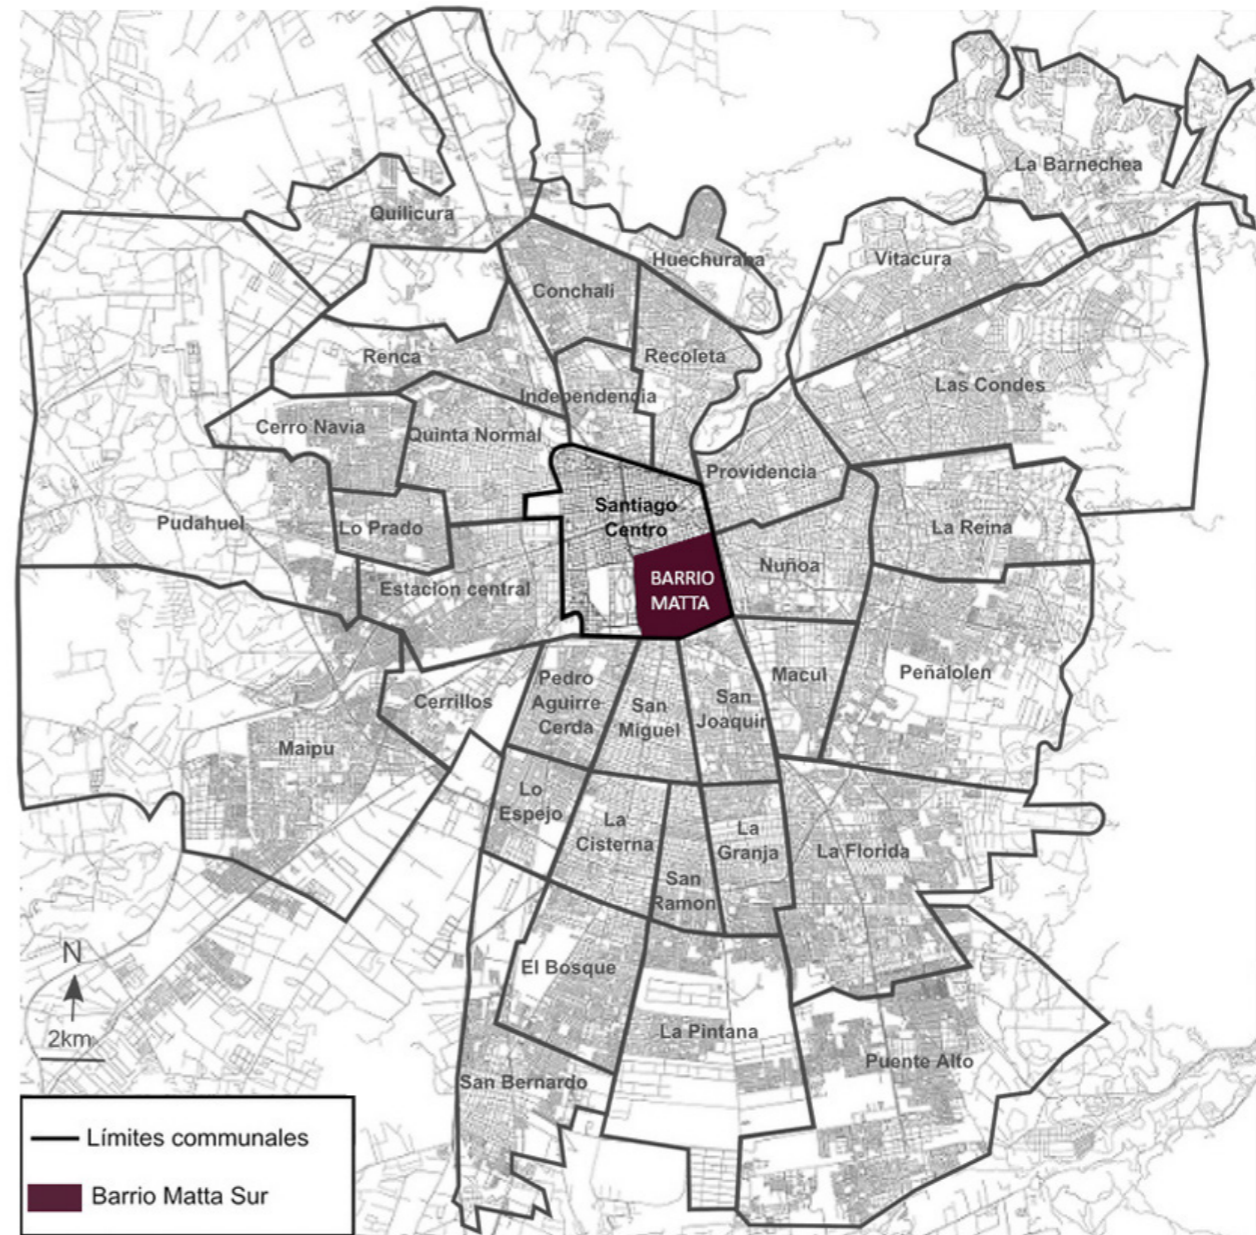 La Barnechea
Quilicura
Huechuraba
Vitacura
Conchali
Renca
Recoleta
Las Condes
Independencia
Cerro Navia
Quinta Normal
Providencia
Santiago
Centro
Pudahuel
Lo Prado
La Reina
Estacion central
BARRIO
MATTA
Nuñoa
Cerrillos
Pedro
Aguirre
Cerda
San
Miguel
San
Joaquin
Macul
Peñalolen
Maipu
Lo
Espejo
La
Cisterna
La
Granja
La Florida
San
Ramon
N
2km
El Bosque
La Pintana
Puente Alto
San Bernardo
Límites communales
Barrio Matta Sur